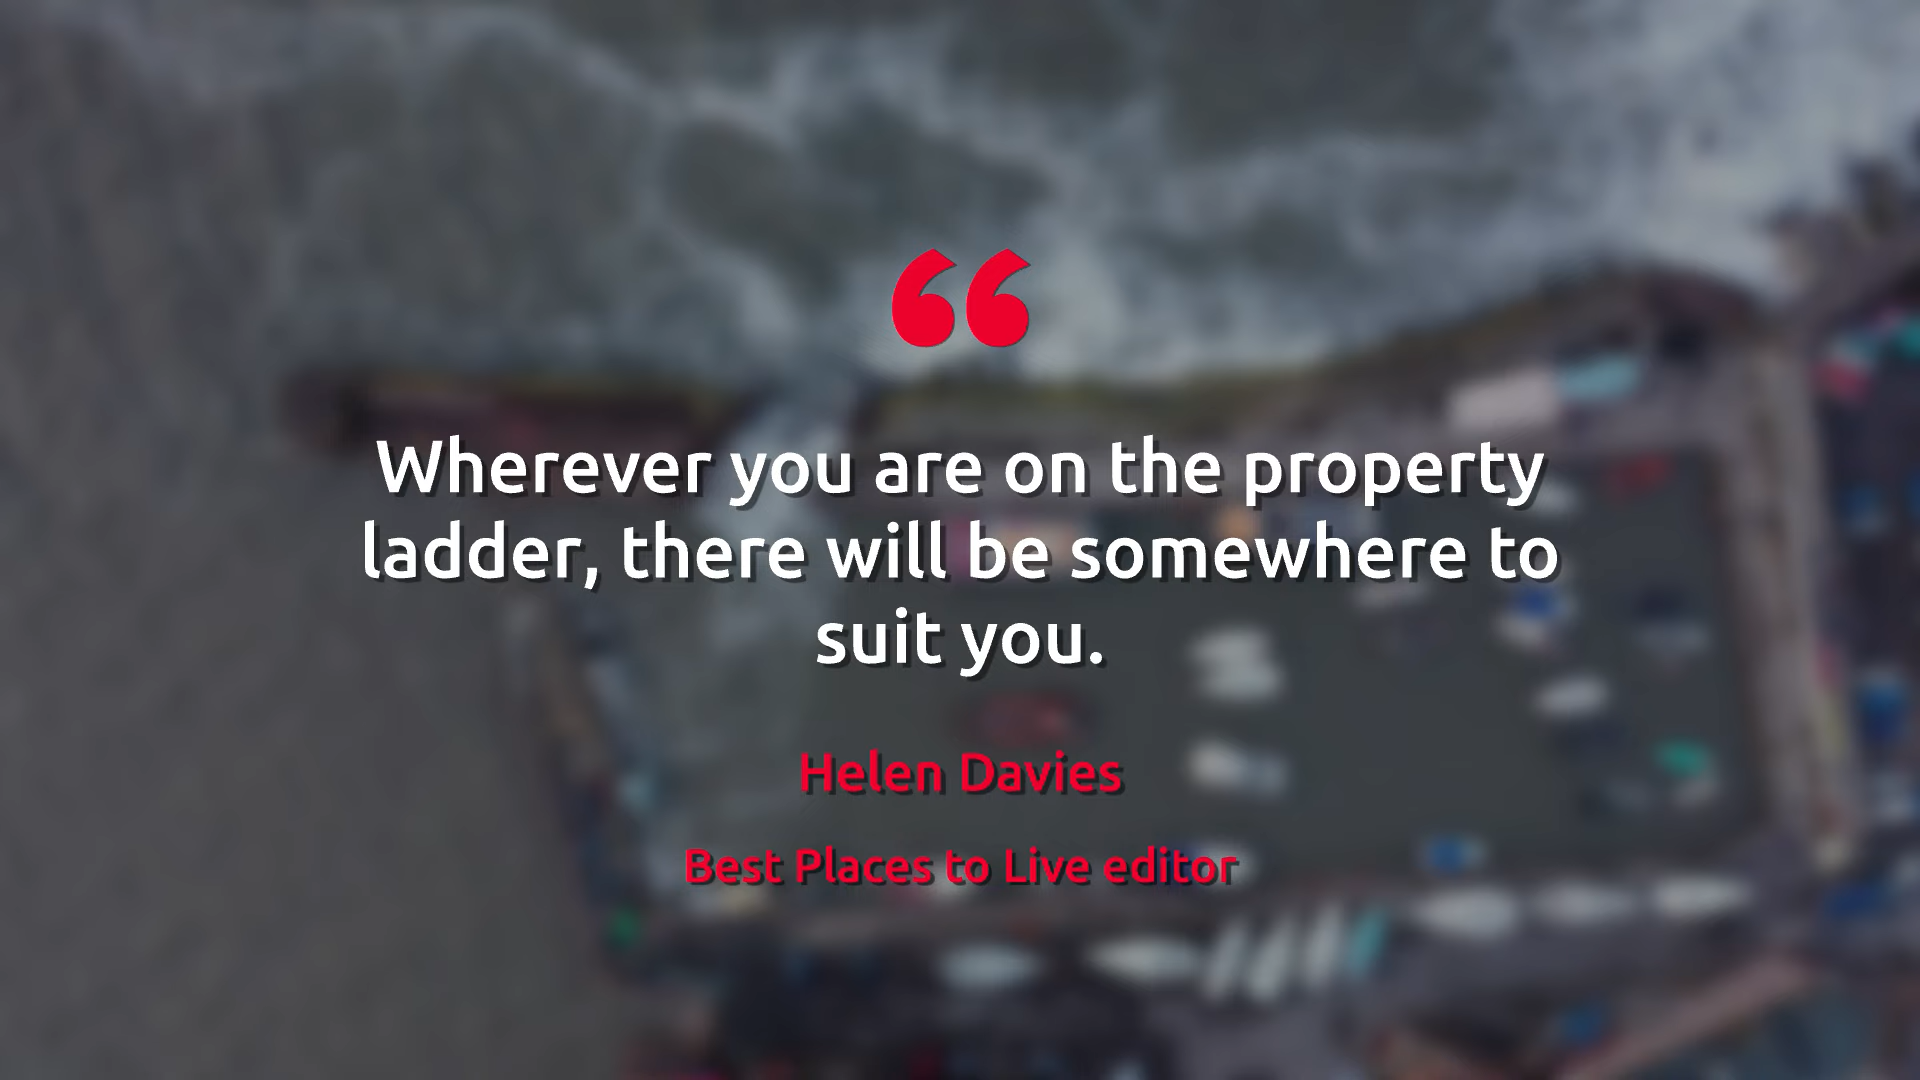 “
Wherever you are on the property
ladder, there will be somewhere to
suit you.
Helen Davies
Best Places to Live editor